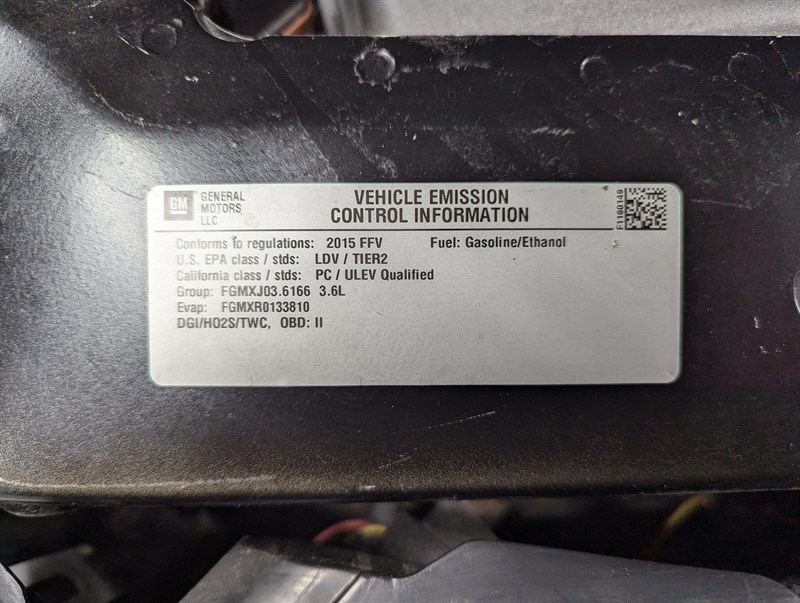 GM
GENERAL
MOTORS
LLC
VEHICLE EMISSION
CONTROL INFORMATION
4
F1160149
Conforms to regulations: 2015 FFV Fuel: Gasoline/Ethanol
U.S. EPA class / stds: LDV / TIER2
California class / stds: PC / ULEV Qualified
Group: FGMXJ03.6166 3.6L
Evap: FGMXR0133810
DGI/HO2S/TWC, OBD: II